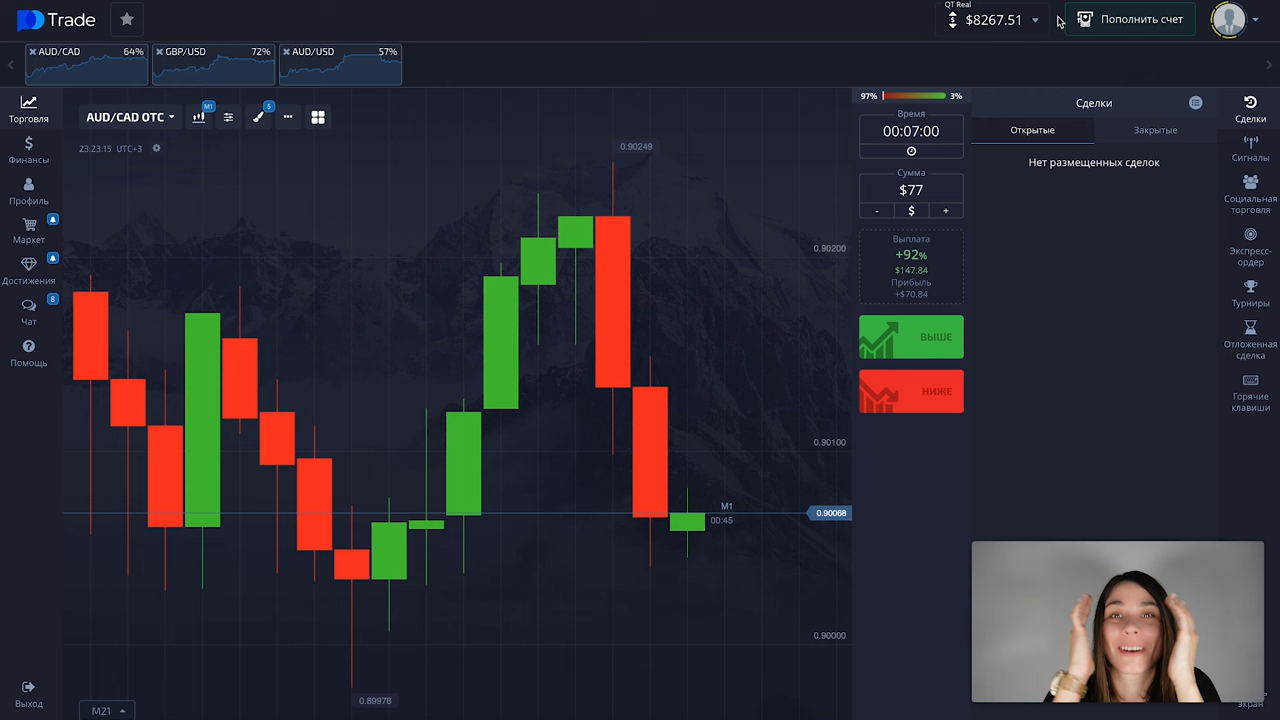 Trade
QT Real
$8267.51
Пополнить счет
AUD/CAD 64%
GBP/USD 72%
AUD/USD 57%
Торговля
Финансы
Профиль
Маркет
Достижения
Чат
8
Помощь
Выход
AUD/CAD OTC
M1
5
23:23:15 UTC+3
0.90249
0.90200
0.90100
M1
00:45
0.90068
0.90000
0.89978
M21
97% 3%
Время
00:07:00
Сумма
$77
- $ +
Выплата
+92%
$147.84
Прибыль
+$70.84
ВЫШЕ
НИЖЕ
Сделки
Открытые Закрытые
Нет размещенных сделок
Сделки
Сигналы
Социальная
торговля
Экспресс-
ордер
Турниры
Отложенная
сделка
Горячие
клавиши
экран